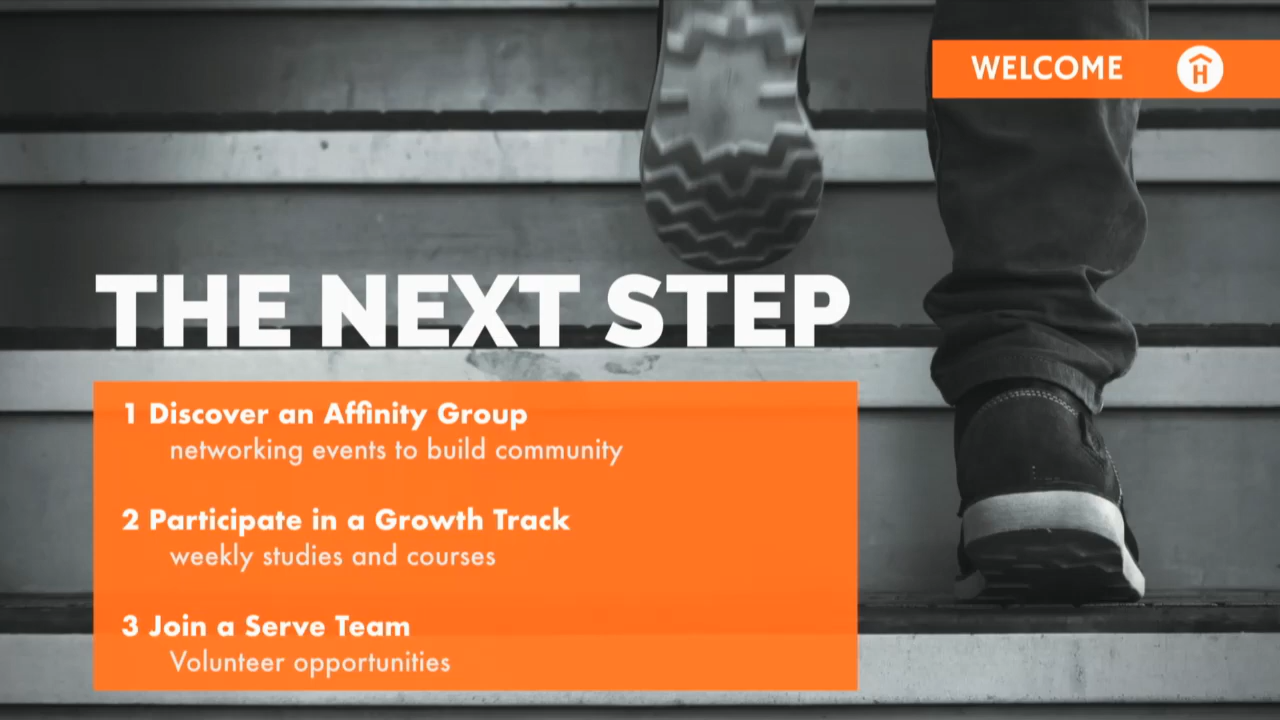 WELCOME
H
THE NEXT STEP
1 Discover an Affinity Group
networking events to build community
2 Participate in a Growth Track
weekly studies and courses
3 Join a Serve Team
Volunteer opportunities